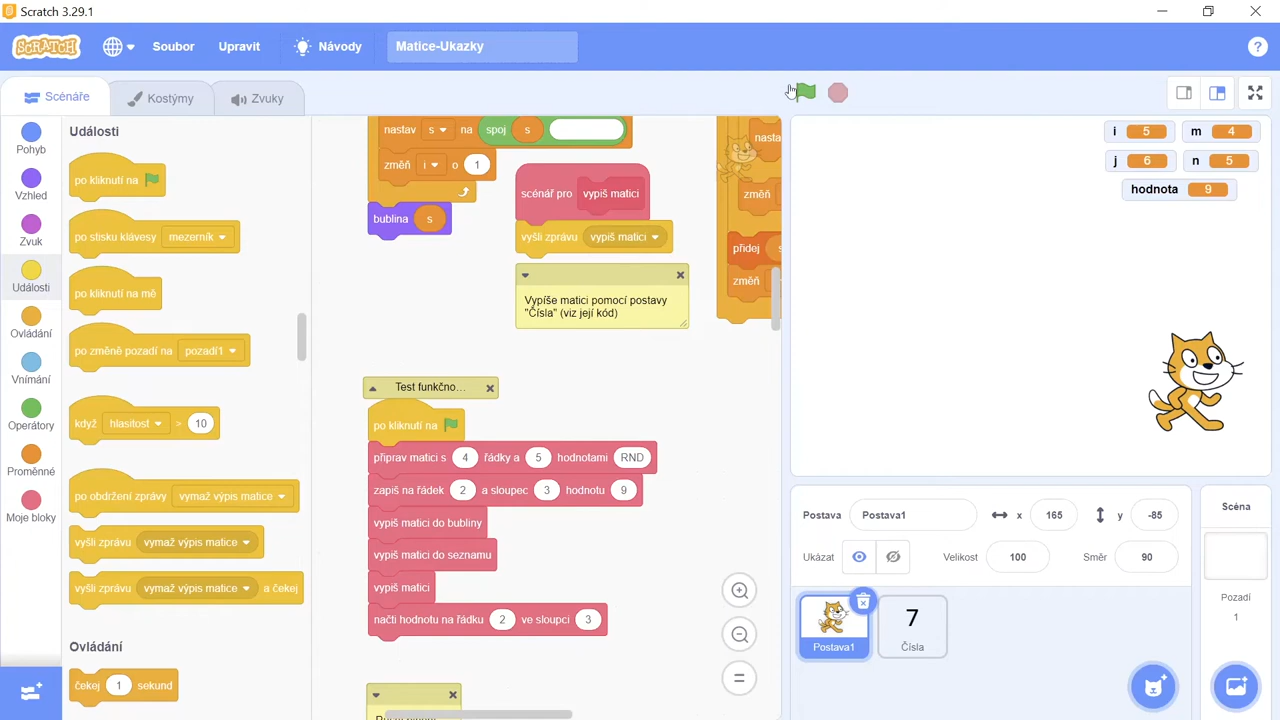 Scratch 3.29.1
SCRATCH
Soubor
Upravit
Návody
Matice-Ukazky
?
Scénáře
Kostýmy
Zvuky
Pohyb
Vzhled
Zvuk
Události
Ovládání
Vnímání
Operátory
Proměnné
Moje bloky
Události
po kliknutí na
po stisku klávesy mezerník
po kliknutí na mě
po změně pozadí na pozadí1
když hlasitost > 10
po obdržení zprávy vymaž výpis matice
vyšli zprávu vymaž výpis matice
vyšli zprávu vymaž výpis matice a čekej
Ovládání
čekej 1 sekund
nastav s na spoj s
změň i o 1
bublina s
scénář pro vypiš matici
vyšli zprávu vypiš matici
Vypíše matici pomocí postavy
"Čísla" (viz její kód)
nasta
změň
přidej
změň
Test funkčno...
po kliknutí na
připrav matici s 4 řádky a 5 hodnotami RND
zapiš na řádek 2 a sloupec 3 hodnotu 9
vypiš matici do bubliny
vypiš matici do seznamu
vypiš matici
načti hodnotu na řádku 2 ve sloupci 3
i 5
m 4
j 6
n 5
hodnota 9
Postava
Postava1
x 165
y -85
Ukázat
Velikost 100
Směr 90
Postava1
7
Čísla
Scéna
Pozadí
1